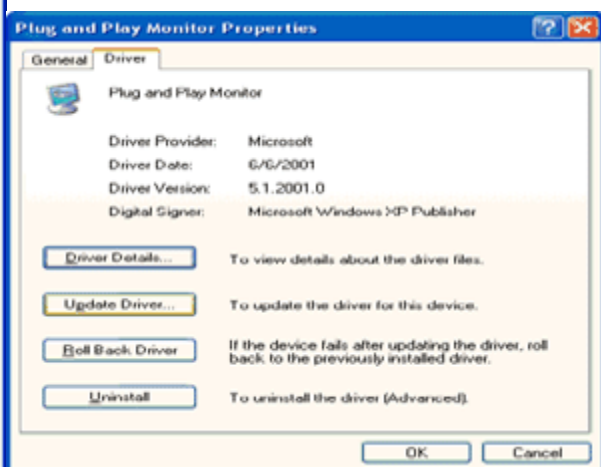 Plug and Play Monitor Properties
General Driver
Plug and Play Monitor
Driver Provider: Microsoft
Driver Date: 6/6/2001
Driver Version: 5.1.2001.0
Digital Signer: Microsoft Windows XP Publisher
Driver Details... To view details about the driver files.
Update Driver... To update the driver for this device.
Roll Back Driver If the device fails after updating the driver, roll
back to the previously installed driver.
Uninstall To uninstall the driver (Advanced).
OK Cancel